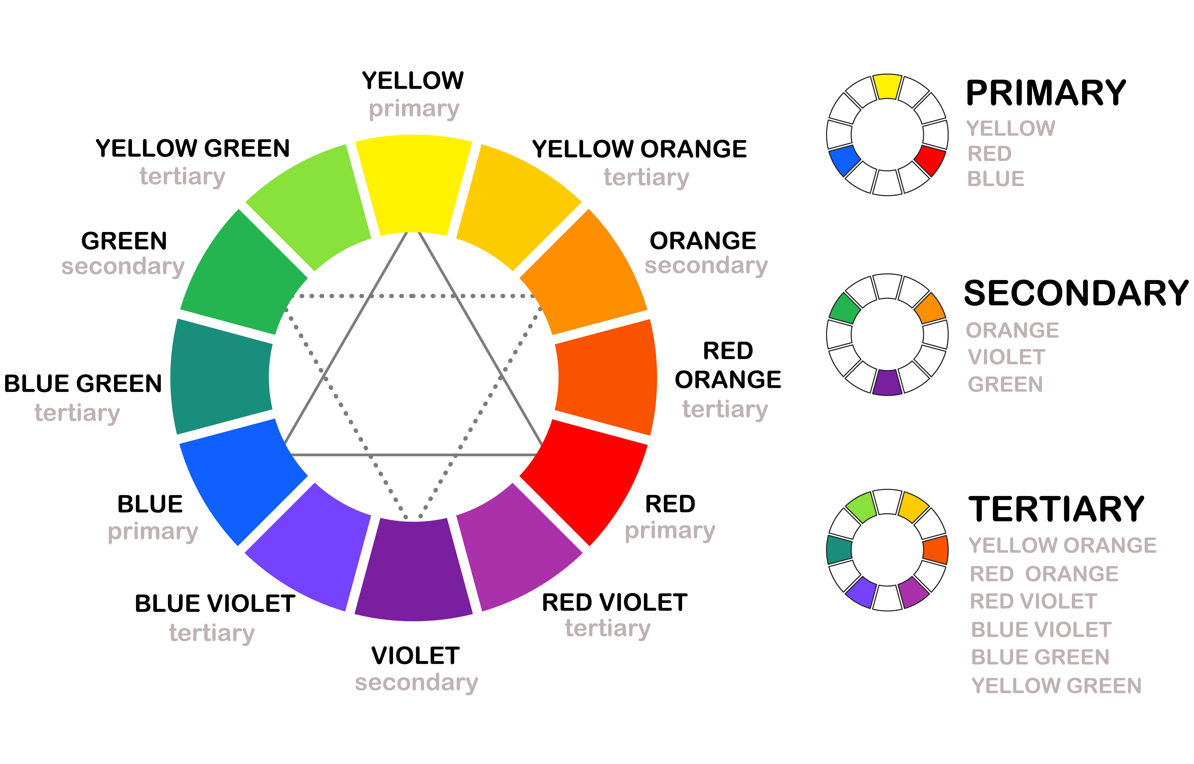 YELLOW
primary
YELLOW GREEN
tertiary
YELLOW ORANGE
tertiary
GREEN
secondary
ORANGE
secondary
BLUE GREEN
tertiary
RED
ORANGE
tertiary
BLUE
primary
RED
primary
BLUE VIOLET
tertiary
RED VIOLET
tertiary
VIOLET
secondary
PRIMARY
YELLOW
RED
BLUE
SECONDARY
ORANGE
VIOLET
GREEN
TERTIARY
YELLOW ORANGE
RED ORANGE
RED VIOLET
BLUE VIOLET
BLUE GREEN
YELLOW GREEN